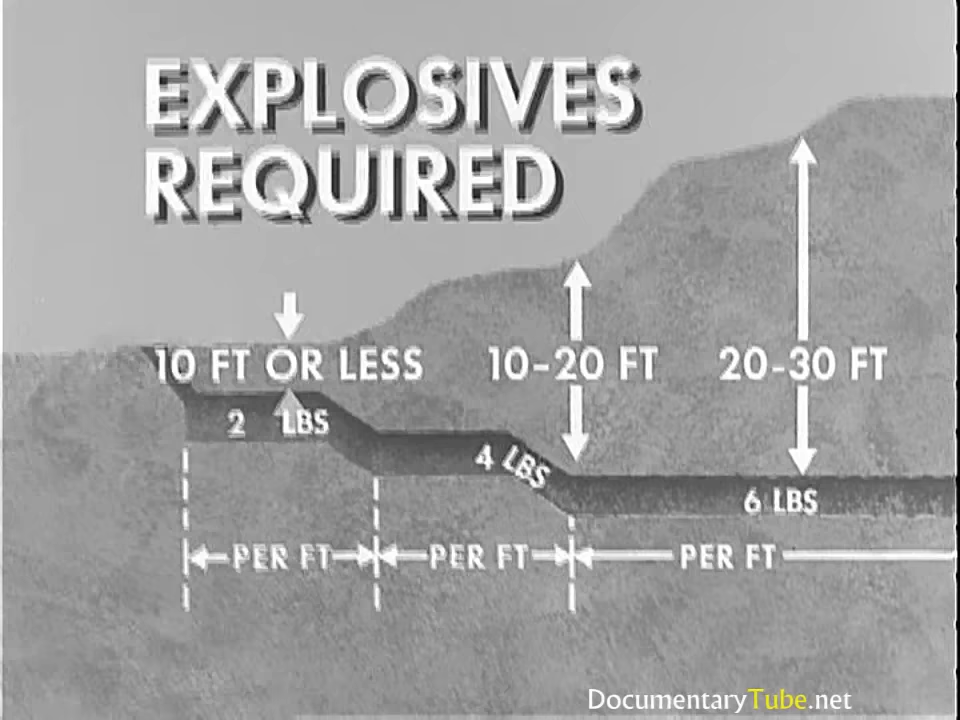 EXPLOSIVES
REQUIRED
10 FT OR LESS 10-20 FT 20-30 FT
2 LBS
4 LBS
6 LBS
PER FT PER FT PER FT
DocumentaryTube.net